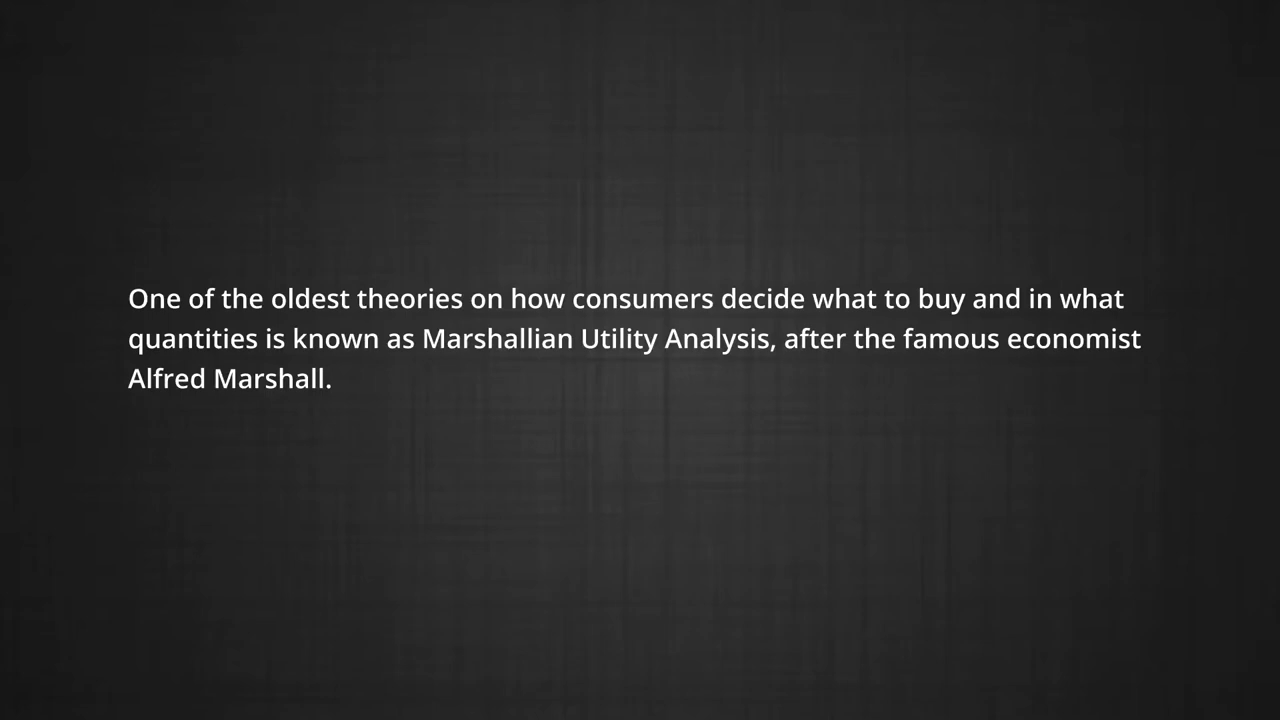 One of the oldest theories on how consumers decide what to buy and in what
quantities is known as Marshallian Utility Analysis, after the famous economist
Alfred Marshall.